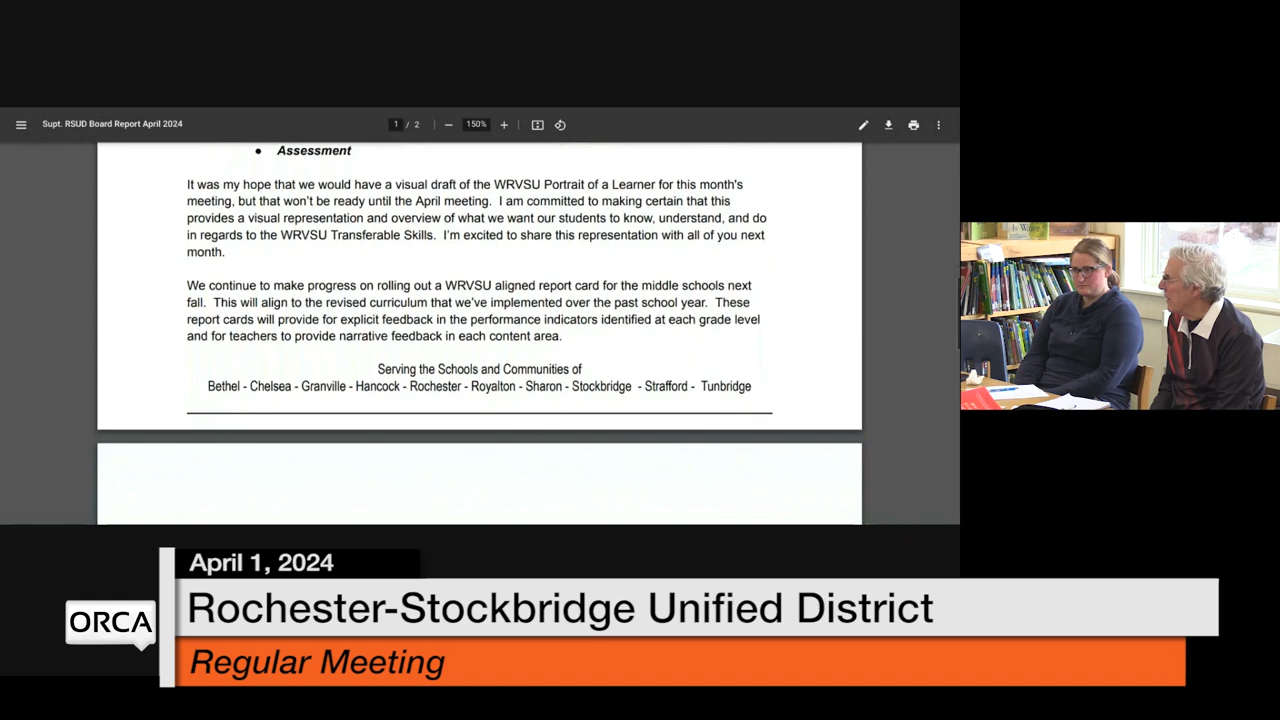 Supt. RSUD Board Report April 2024
1 / 2
150%
Assessment
It was my hope that we would have a visual draft of the WRVSU Portrait of a Learner for this month's
meeting, but that won't be ready until the April meeting. I am committed to making certain that this
provides a visual representation and overview of what we want our students to know, understand, and do
in regards to the WRVSU Transferable Skills. I'm excited to share this representation with all of you next
month.
We continue to make progress on rolling out a WRVSU aligned report card for the middle schools next
fall. This will align to the revised curriculum that we've implemented over the past school year. These
report cards will provide for explicit feedback in the performance indicators identified at each grade level
and for teachers to provide narrative feedback in each content area.
Serving the Schools and Communities of
Bethel - Chelsea - Granville - Hancock - Rochester - Royalton - Sharon - Stockbridge - Strafford - Tunbridge
April 1, 2024
ORCA
Rochester-Stockbridge Unified District
Regular Meeting